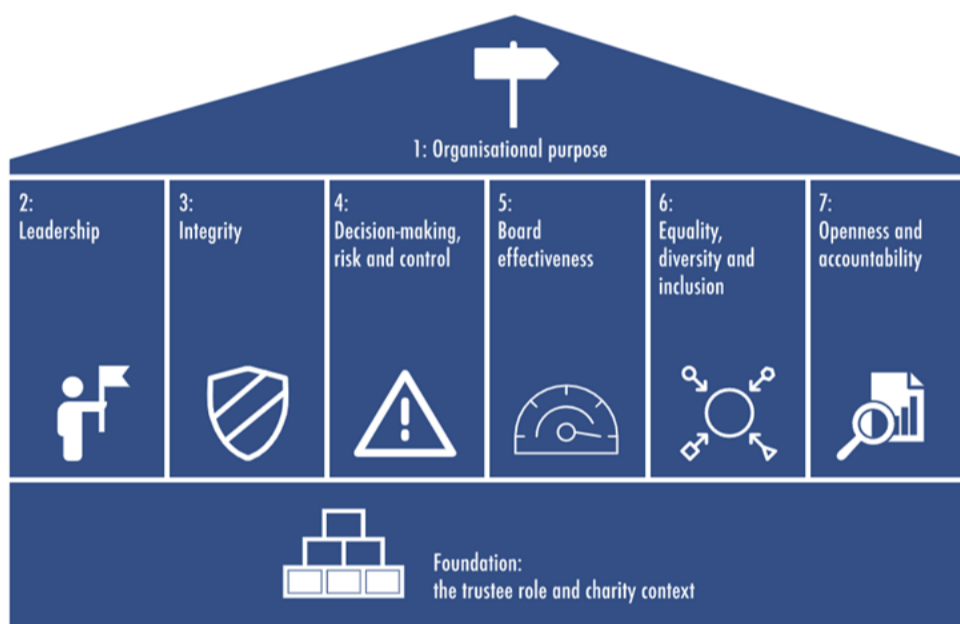 1: Organisational purpose
2:
Leadership
3:
Integrity
4:
Decision-making,
risk and control
5:
Board
effectiveness
6:
Equality,
diversity and
inclusion
7:
Openness and
accountability
Foundation:
the trustee role and charity context